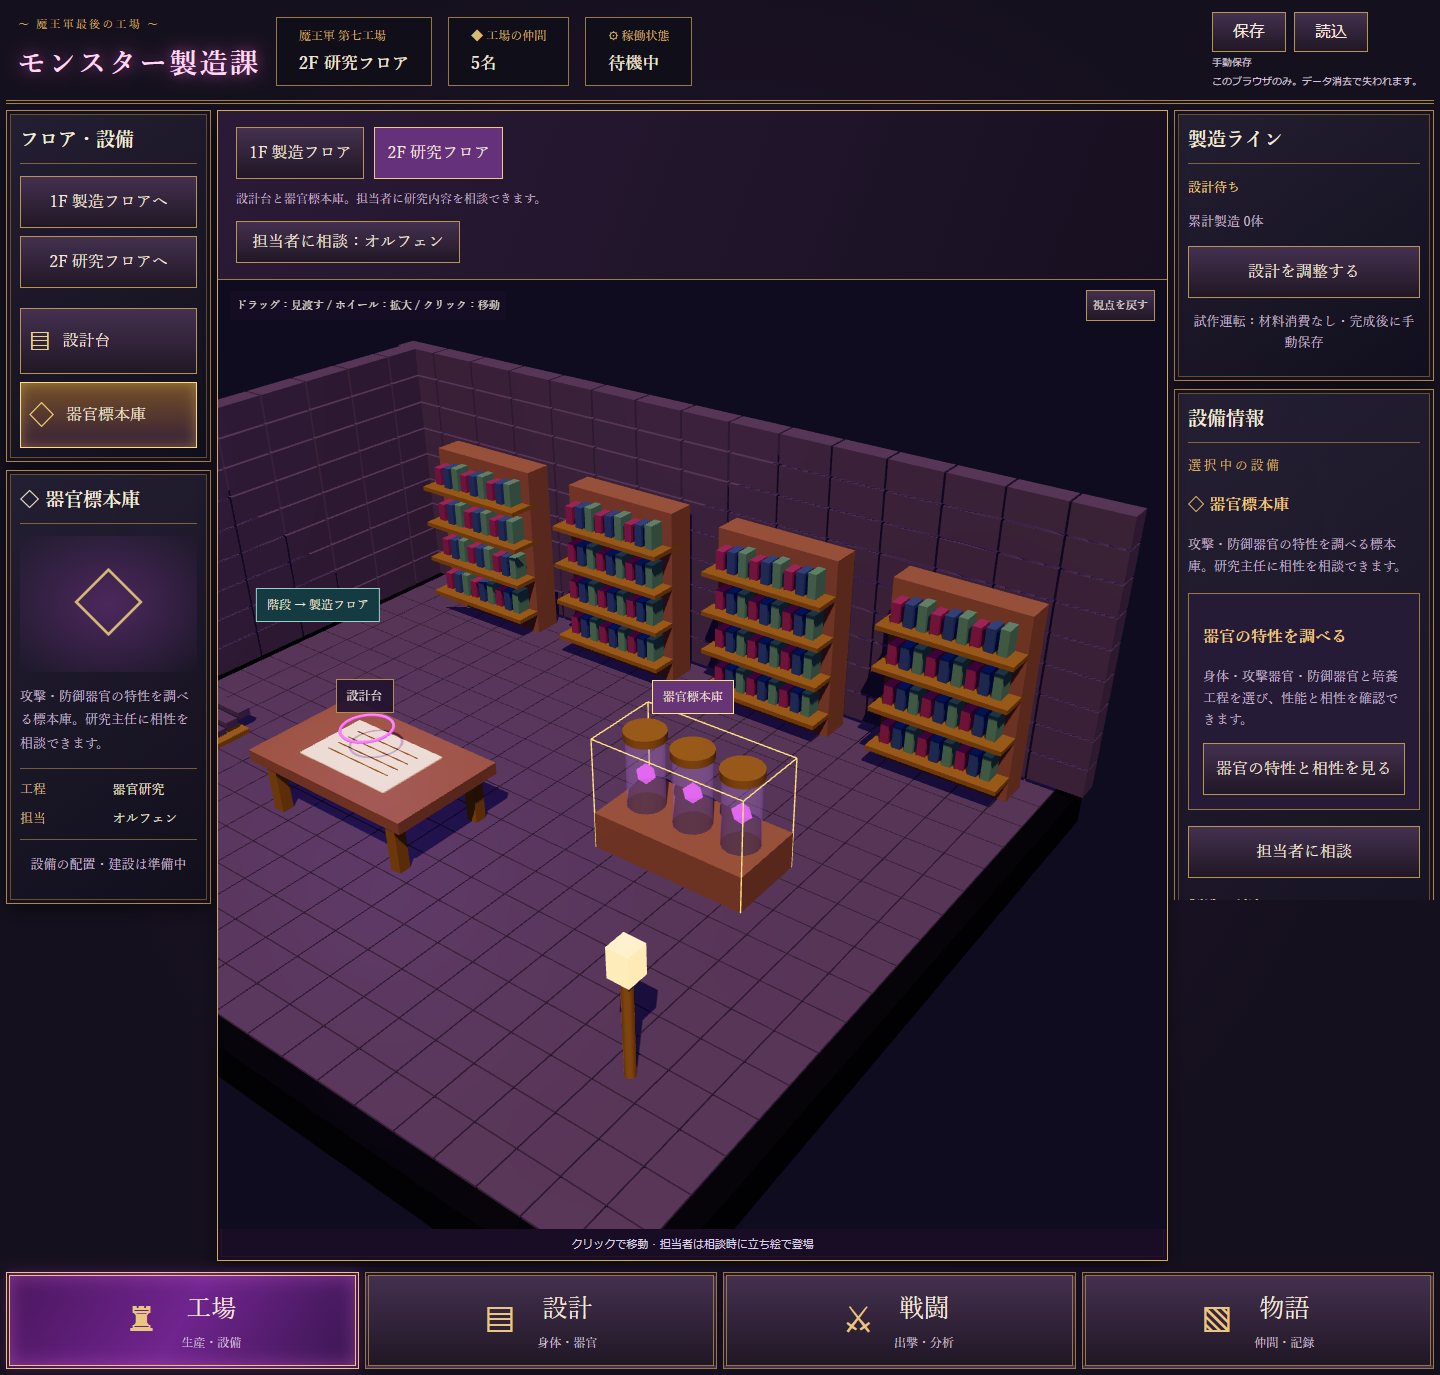 ～ 魔王軍最後の工場 ～
モンスター製造課
魔王軍 第七工場
2F 研究フロア
◆ 工場の仲間
5名
⚙ 稼働状態
待機中
保存
読込
手動保存
このブラウザのみ。データ消去で失われます。
フロア・設備
1F 製造フロアへ
2F 研究フロアへ
設計台
器官標本庫
◇ 器官標本庫
攻撃・防御器官の特性を調べ
る標本庫。研究主任に相性を
相談できます。
工程 器官研究
担当 オルフェン
設備の配置・建設は準備中
1F 製造フロア
2F 研究フロア
設計台と器官標本庫。担当者に研究内容を相談できます。
担当者に相談：オルフェン
ドラッグ：見渡す / ホイール：拡大 / クリック：移動
視点を戻す
階段 → 製造フロア
設計台
器官標本庫
クリックで移動・担当者は相談時に立ち絵で登場
製造ライン
設計待ち
累計製造 0体
設計を調整する
試作運転：材料消費なし・完成後に手
動保存
設備情報
選択中の設備
◇ 器官標本庫
攻撃・防御器官の特性を調べる標本
庫。研究主任に相性を相談できます。
器官の特性を調べる
身体・攻撃器官・防御器官と培養
工程を選び、性能と相性を確認で
きます。
器官の特性と相性を見る
担当者に相談
工場
生産・設備
設計
身体・器官
戦闘
出撃・分析
物語
仲間・記録